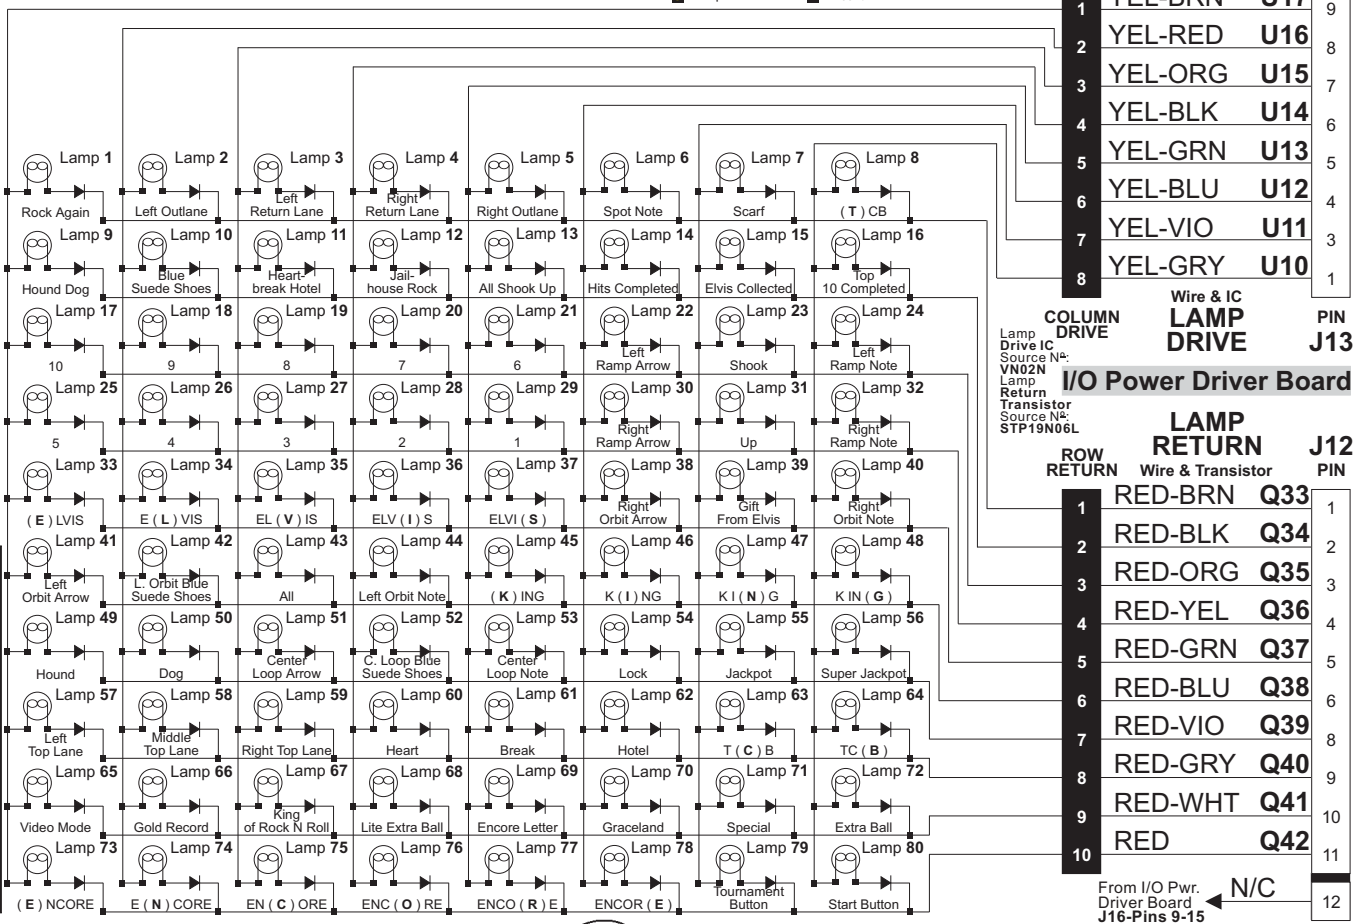 1 YEL-BRN U17 9
2 YEL-RED U16 8
3 YEL-ORG U15 7
4 YEL-BLK U14 6
5 YEL-GRN U13 5
6 YEL-BLU U12 4
7 YEL-VIO U11 3
8 YEL-GRY U10 1
COLUMN DRIVE
Wire & IC
LAMP DRIVE
PIN
J13
Lamp
Drive IC
Source Nº:
VN02N
Lamp
Return
Transistor
Source Nº:
STP19N06L
I/O Power Driver Board
LAMP RETURN
J12
ROW RETURN
Wire & Transistor
PIN
1 RED-BRN Q33 1
2 RED-BLK Q34 2
3 RED-ORG Q35 3
4 RED-YEL Q36 4
5 RED-GRN Q37 5
6 RED-BLU Q38 6
7 RED-VIO Q39 8
8 RED-GRY Q40 9
9 RED-WHT Q41 10
10 RED Q42 11
From I/O Pwr.
Driver Board
J16-Pins 9-15
N/C
12
Lamp 1 Lamp 2 Lamp 3 Lamp 4 Lamp 5 Lamp 6 Lamp 7 Lamp 8
Rock Again Left Outlane Left Return Lane Right Return Lane Right Outlane Spot Note Scarf ( T ) CB
Lamp 9 Lamp 10 Lamp 11 Lamp 12 Lamp 13 Lamp 14 Lamp 15 Lamp 16
Hound Dog Blue Suede Shoes Heart- break Hotel Jail- house Rock All Shook Up Hits Completed Elvis Collected Top 10 Completed
Lamp 17 Lamp 18 Lamp 19 Lamp 20 Lamp 21 Lamp 22 Lamp 23 Lamp 24
10 9 8 7 6 Left Ramp Arrow Shook Left Ramp Note
Lamp 25 Lamp 26 Lamp 27 Lamp 28 Lamp 29 Lamp 30 Lamp 31 Lamp 32
5 4 3 2 1 Right Ramp Arrow Up Right Ramp Note
Lamp 33 Lamp 34 Lamp 35 Lamp 36 Lamp 37 Lamp 38 Lamp 39 Lamp 40
( E ) LVIS E ( L ) VIS EL ( V ) IS ELV ( I ) S ELVI ( S ) Right Orbit Arrow Gift From Elvis Right Orbit Note
Lamp 41 Lamp 42 Lamp 43 Lamp 44 Lamp 45 Lamp 46 Lamp 47 Lamp 48
Left Orbit Arrow L. Orbit Blue Suede Shoes All Left Orbit Note ( K ) ING K ( I ) NG K I ( N ) G K IN ( G )
Lamp 49 Lamp 50 Lamp 51 Lamp 52 Lamp 53 Lamp 54 Lamp 55 Lamp 56
Hound Dog Center Loop Arrow C. Loop Blue Suede Shoes Center Loop Note Lock Jackpot Super Jackpot
Lamp 57 Lamp 58 Lamp 59 Lamp 60 Lamp 61 Lamp 62 Lamp 63 Lamp 64
Left Top Lane Middle Top Lane Right Top Lane Heart Break Hotel T ( C ) B TC ( B )
Lamp 65 Lamp 66 Lamp 67 Lamp 68 Lamp 69 Lamp 70 Lamp 71 Lamp 72
Video Mode Gold Record King of Rock N Roll Lite Extra Ball Encore Letter Graceland Special Extra Ball
Lamp 73 Lamp 74 Lamp 75 Lamp 76 Lamp 77 Lamp 78 Lamp 79 Lamp 80
( E ) NCORE E ( N ) CORE EN ( C ) ORE ENC ( O ) RE ENCO ( R ) E ENCOR ( E ) Tournament Button Start Button